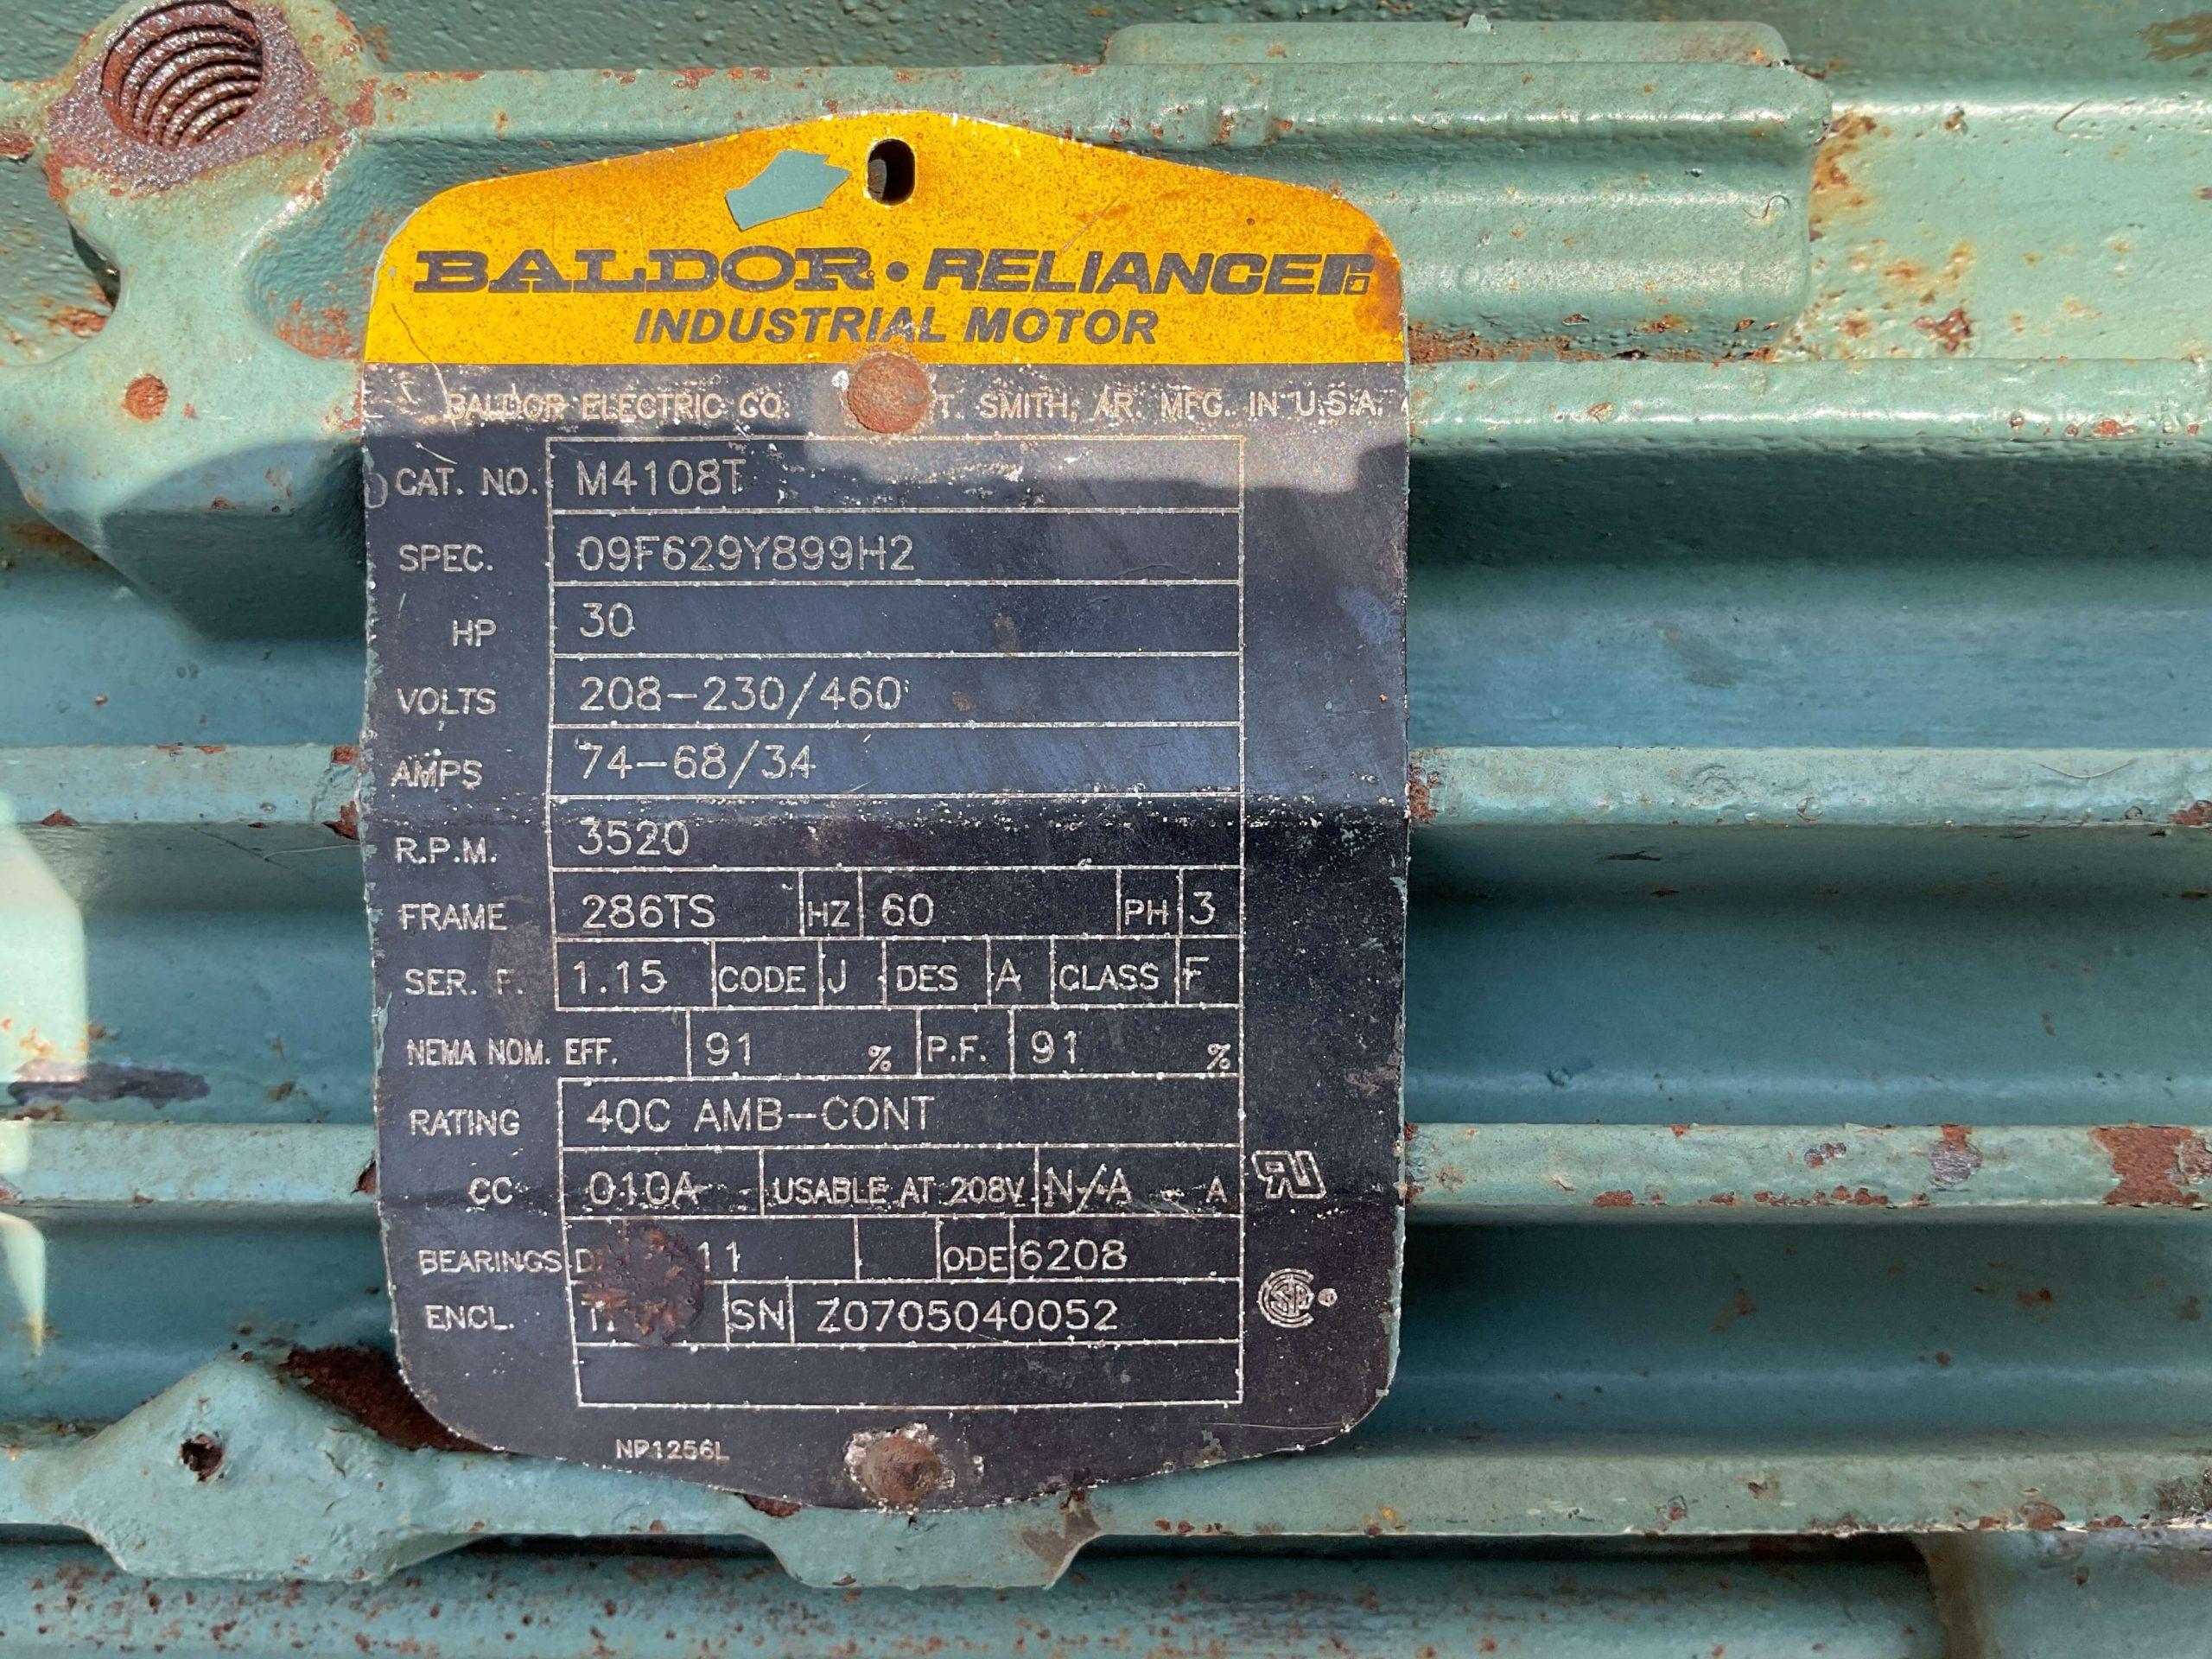 BALDOR • RELIANCE
INDUSTRIAL MOTOR
BALDOR ELECTRIC CO. SMITH, AR. MFG. IN U.S.A.
CAT. NO. M4108T
SPEC. 09F629Y899H2
HP 30
VOLTS 208-230/460
AMPS 74-68/34
R.P.M. 3520
FRAME 286TS HZ 60 PH 3
SER. F. 1.15 CODE J DES A CLASS F
NEMA NOM. EFF. 91 % P.F. 91 %
RATING 40C AMB-CONT
CC 010A USABLE AT 208V N/A A
BEARINGS 11 ODE 6208
ENCL. SN Z0705040052
NP1256L